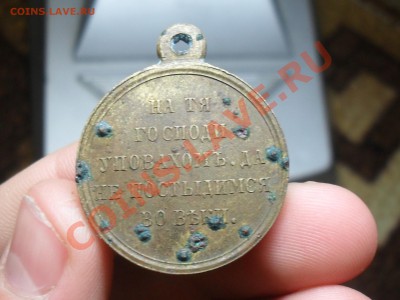 COINS.LAVE.RU
COINS-LAVE.RU
НА ТЯ
ГОСПОДИ
УПОВАХОМЪ, ДА
НЕ ПОСТЫДИМСЯ
ВО ВѢКИ.